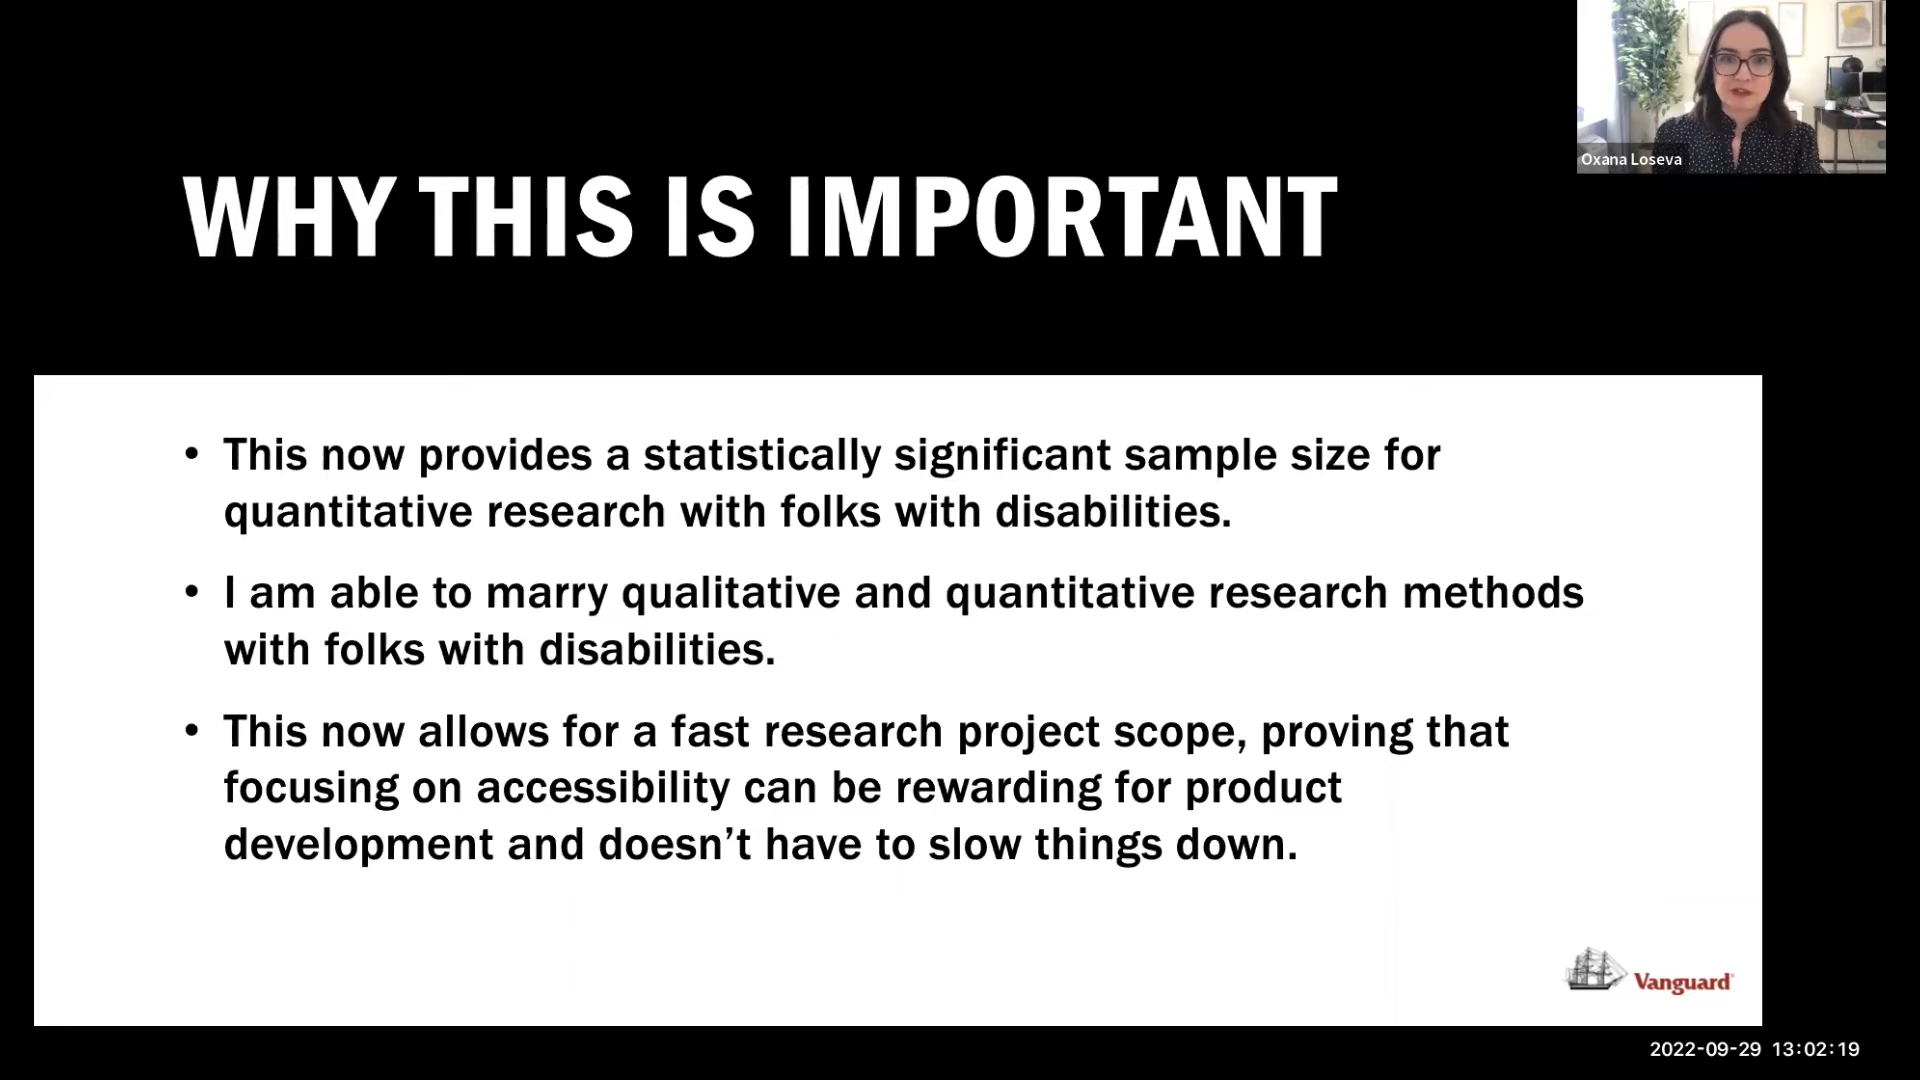 Oxana Loseva
WHY THIS IS IMPORTANT
• This now provides a statistically significant sample size for
quantitative research with folks with disabilities.
• I am able to marry qualitative and quantitative research methods
with folks with disabilities.
• This now allows for a fast research project scope, proving that
focusing on accessibility can be rewarding for product
development and doesn’t have to slow things down.
Vanguard
2022-09-29 13:02:19